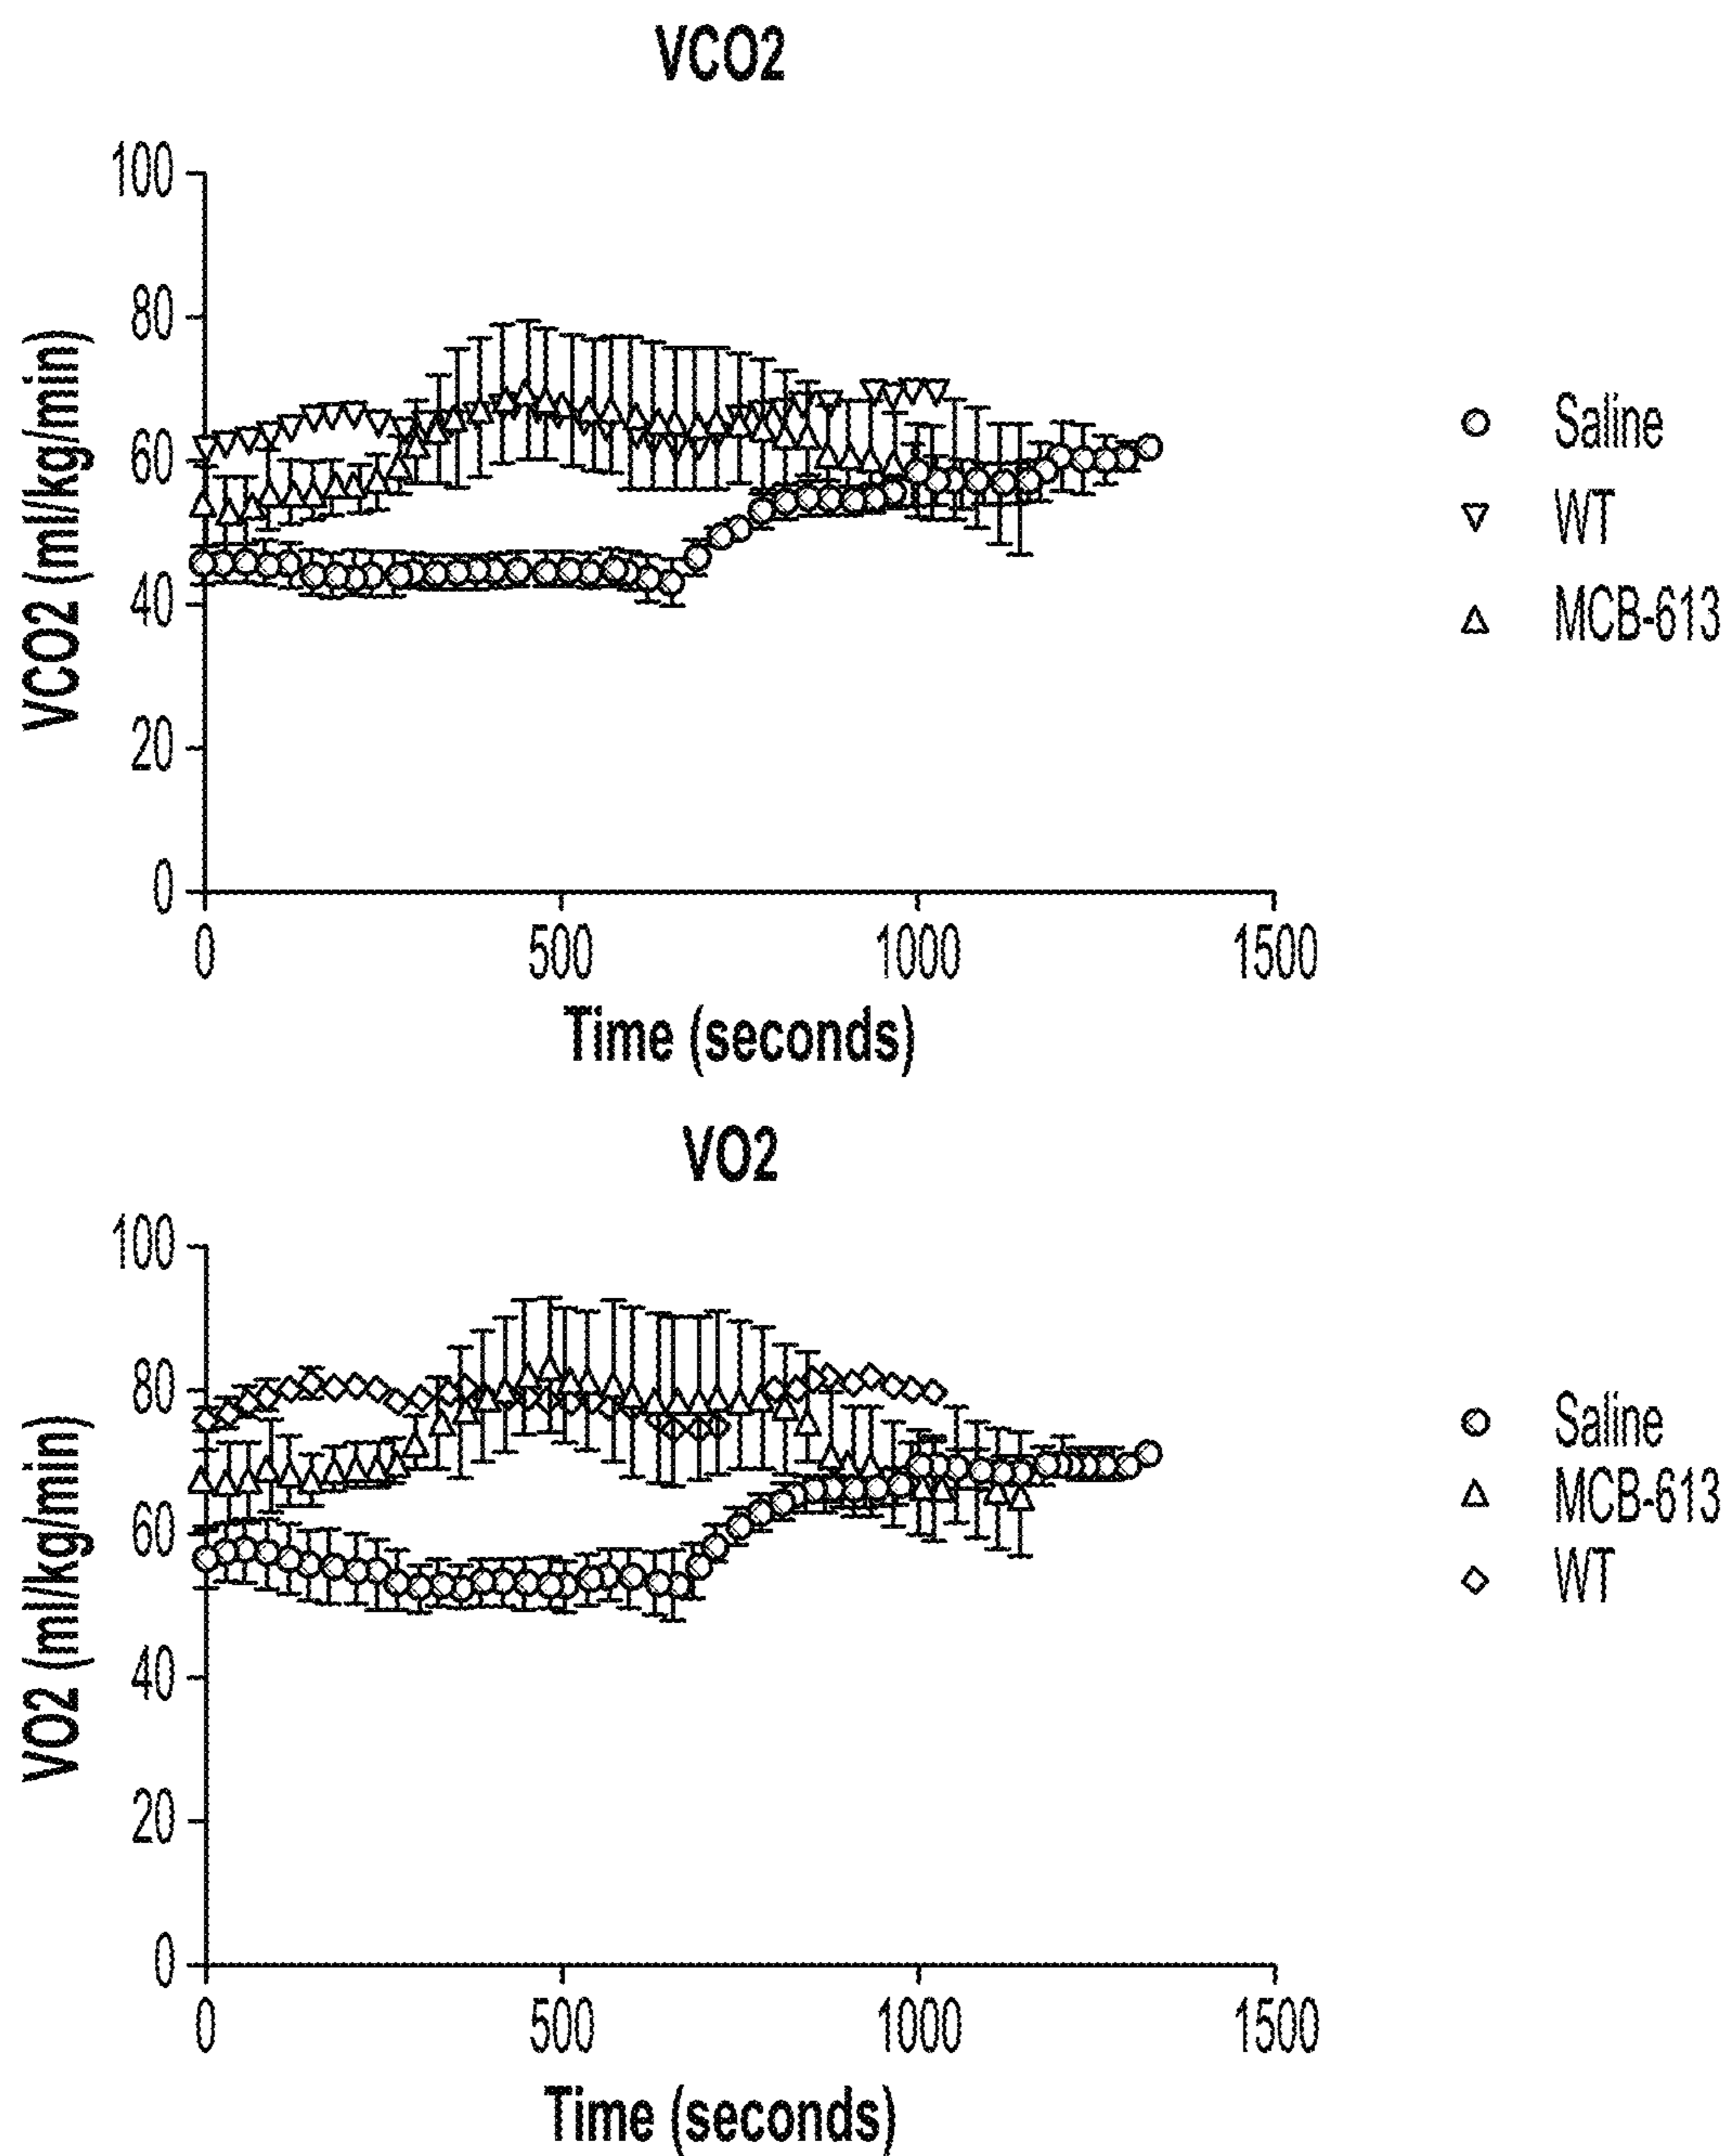 VCO2
100
80
60
40
20
0
VCO2 (ml/kg/min)
0 500 1000 1500
Time (seconds)
Saline
WT
MCB-613
VO2
100
80
60
40
20
0
VO2 (ml/kg/min)
0 500 1000 1500
Time (seconds)
Saline
MCB-613
WT